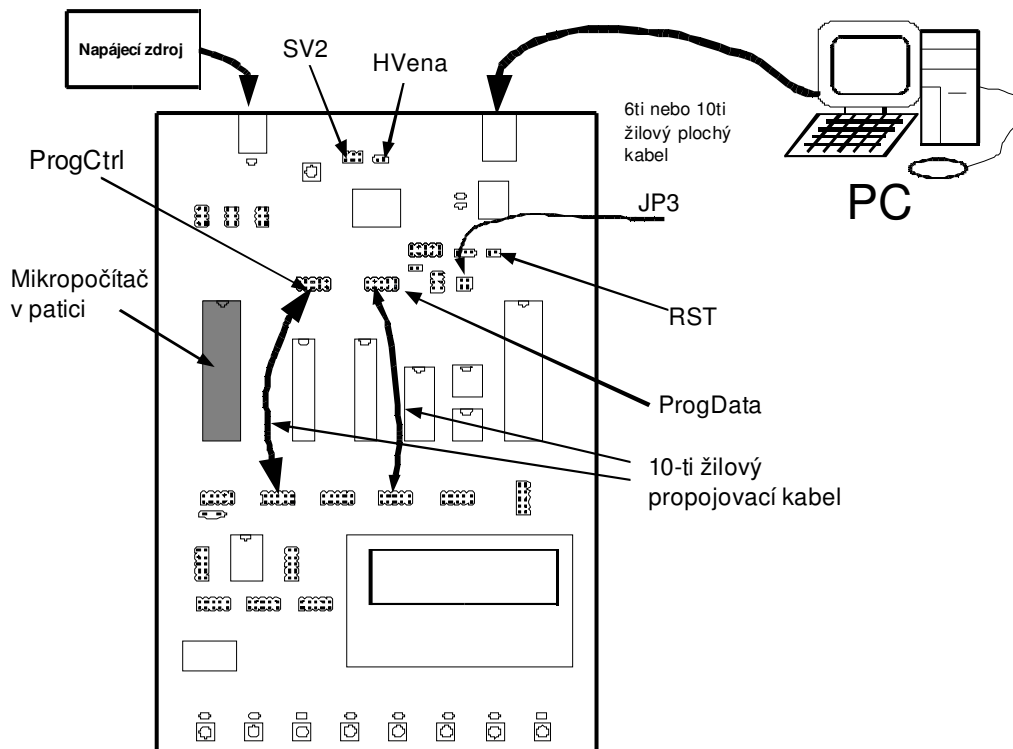 Napájecí zdroj
SV2
HVena
6ti nebo 10ti
žilový plochý
kabel
PC
ProgCtrl
JP3
Mikropočítač
v patici
RST
ProgData
10-ti žilový
propojovací kabel